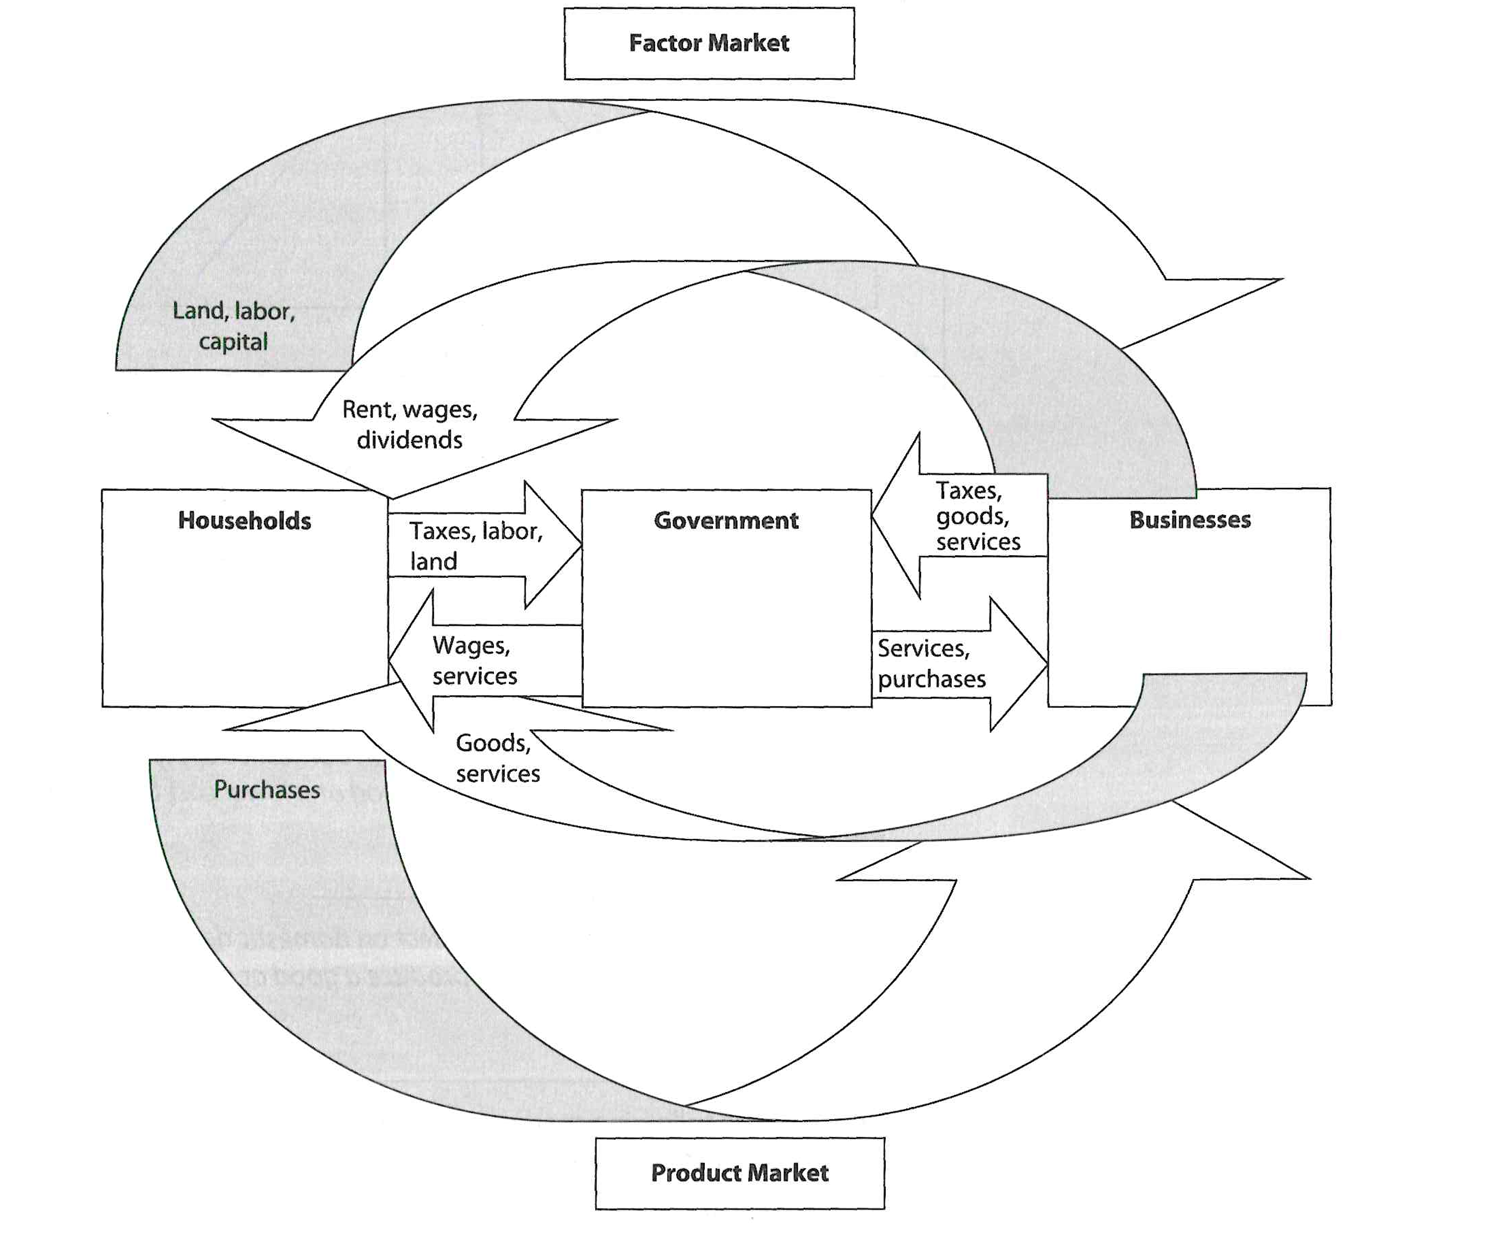 Factor Market
Land, labor,
capital
Rent, wages,
dividends
Households
Taxes, labor,
land
Government
Taxes,
goods,
services
Businesses
Wages,
services
Services,
purchases
Goods,
services
Purchases
Product Market